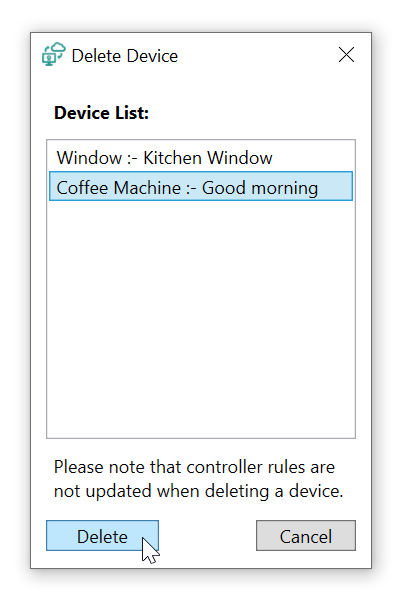 Delete Device
Device List:
Window :- Kitchen Window
Coffee Machine :- Good morning
Please note that controller rules are
not updated when deleting a device.
Delete
Cancel